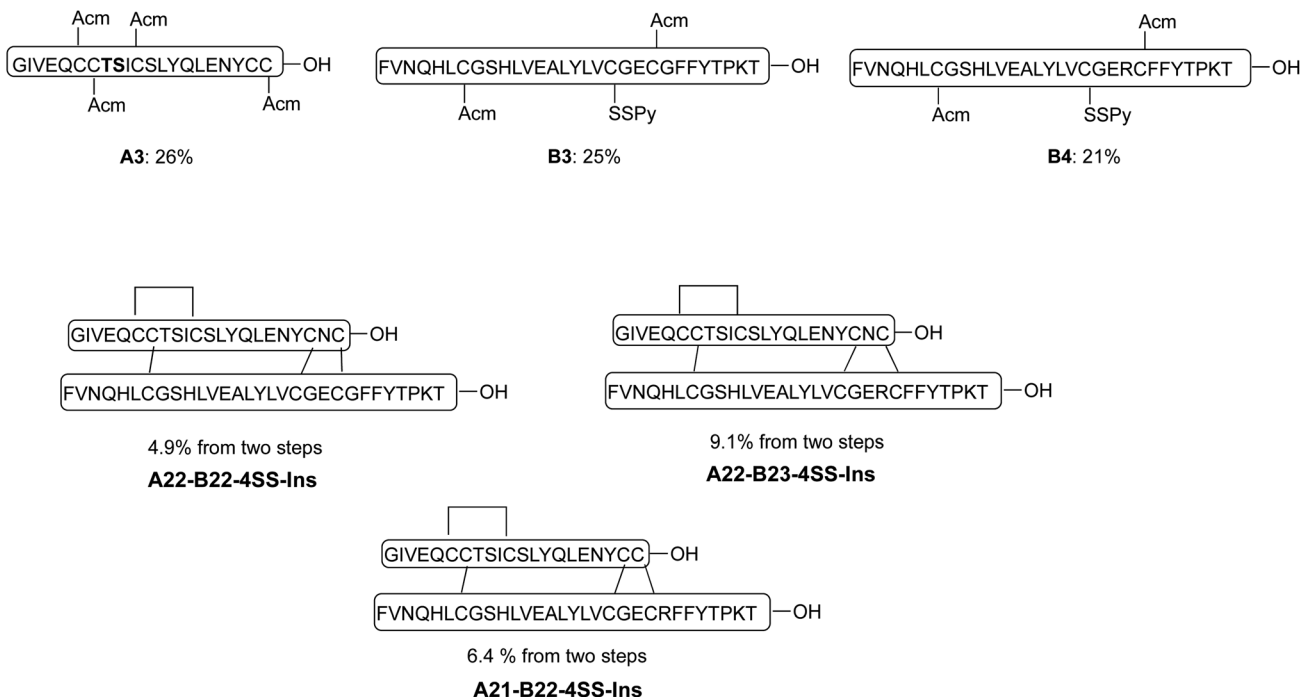 Acm Acm
GIVEQCCTSICSLYQLENYCC OH
Acm Acm
A3: 26%
Acm
FVNQHLCGSHLVEALYLVCGECGFFYTPKT OH
Acm SSPy
B3: 25%
Acm
FVNQHLCGSHLVEALYLVCGERCFFYTPKT OH
Acm SSPy
B4: 21%
GIVEQCCTSICSLYQLENYCNC OH
FVNQHLCGSHLVEALYLVCGECGFFYTPKT OH
4.9% from two steps
A22-B22-4SS-Ins
GIVEQCCTSICSLYQLENYCNC OH
FVNQHLCGSHLVEALYLVCGERCFFYTPKT OH
9.1% from two steps
A22-B23-4SS-Ins
GIVEQCCTSICSLYQLENYCC OH
FVNQHLCGSHLVEALYLVCGECRFFYTPKT OH
6.4 % from two steps
A21-B22-4SS-Ins